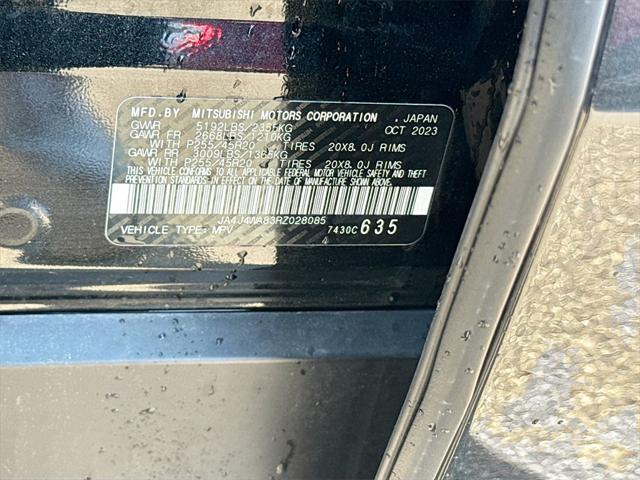 MFD.BY MITSUBISHI MOTORS CORPORATION , JAPAN
GVWR 5192LBS/2355KG OCT 2023
GAWR FR 2668LBS/1210KG
WITH P255/45R20 TIRES 20X8.0J RIMS
GAWR RR 3009LBS/1365KG
WITH P255/45R20 TIRES 20X8.0J RIMS
THIS VEHICLE CONFORMS TO ALL APPLICABLE FEDERAL MOTOR VEHICLE SAFETY AND THEFT
PREVENTION STANDARDS IN EFFECT ON THE DATE OF MANUFACTURE SHOWN ABOVE.
JA4J4WA83RZ028085
VEHICLE TYPE: MPV 7430C 635